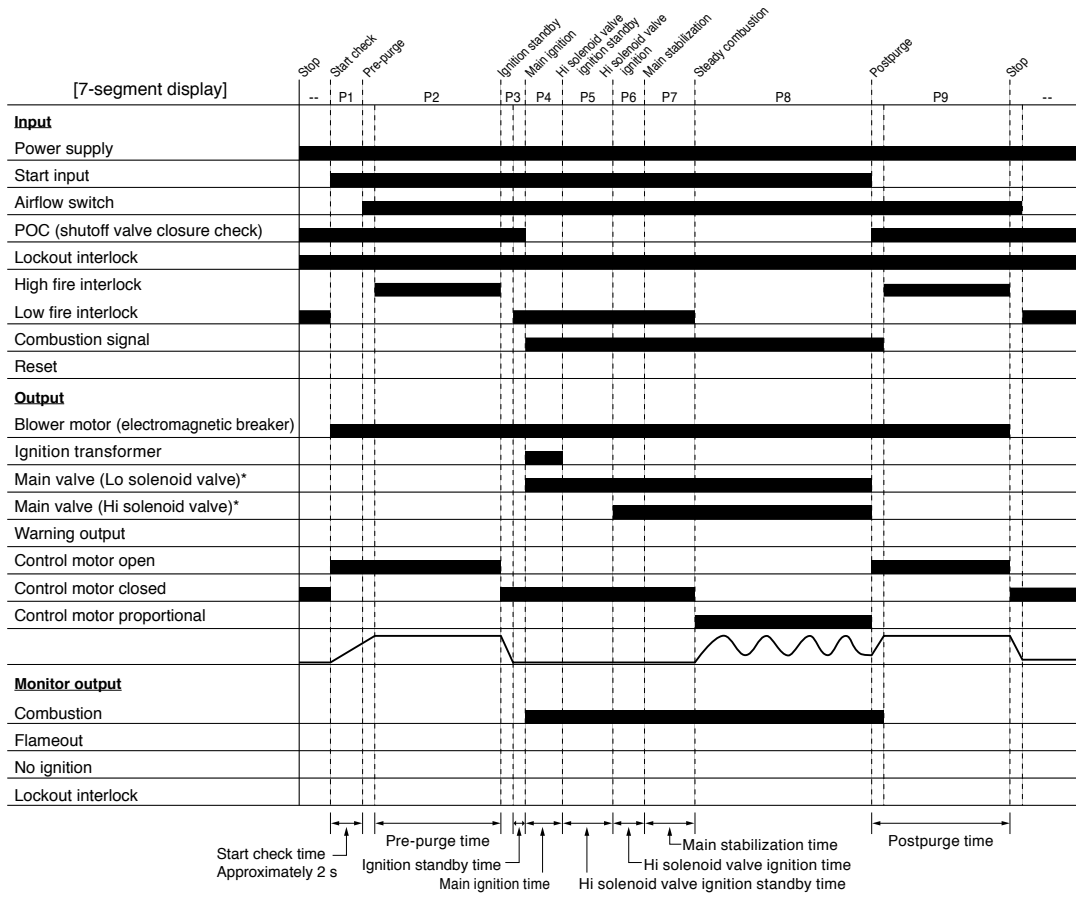 Stop
Start check
Pre-purge
Ignition standby
Main ignition
Hi solenoid valve
ignition standby
Hi solenoid valve
ignition
Main stabilization
Steady combustion
Postpurge
Stop
[7-segment display]
-- P1 P2 P3 P4 P5 P6 P7 P8 P9 --
Input
Power supply
Start input
Airflow switch
POC (shutoff valve closure check)
Lockout interlock
High fire interlock
Low fire interlock
Combustion signal
Reset
Output
Blower motor (electromagnetic breaker)
Ignition transformer
Main valve (Lo solenoid valve)*
Main valve (Hi solenoid valve)*
Warning output
Control motor open
Control motor closed
Control motor proportional
Monitor output
Combustion
Flameout
No ignition
Lockout interlock
Start check time
Approximately 2 s
Pre-purge time
Ignition standby time
Main ignition time
Main stabilization time
Hi solenoid valve ignition time
Hi solenoid valve ignition standby time
Postpurge time